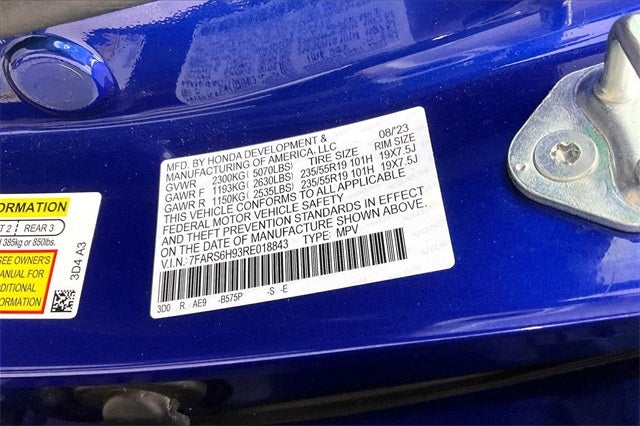 MFD. BY HONDA DEVELOPMENT & 08/'23
MANUFACTURING OF AMERICA, LLC
GVWR 2300KG (5070LBS) TIRE SIZE RIM SIZE
GAWR F 1193KG (2630LBS) 235/55R19 101H 19X7.5J
GAWR R 1150KG (2535LBS) 235/55R19 101H 19X7.5J
THIS VEHICLE CONFORMS TO ALL APPLICABLE
FEDERAL MOTOR VEHICLE SAFETY
AND THEFT PREVENTION STANDARDS IN EFFECT
ON THE DATE OF MANUFACTURE SHOWN ABOVE.
V.I.N.: 7FARS6H93RE018843 TYPE: MPV
3D0 R AE9 -B575P -S -E
ORMATION
T 2 REAR 3
385kg or 850lbs.
EE OWNER'S
MANUAL FOR
DDITIONAL
FORMATION
3D4 A3